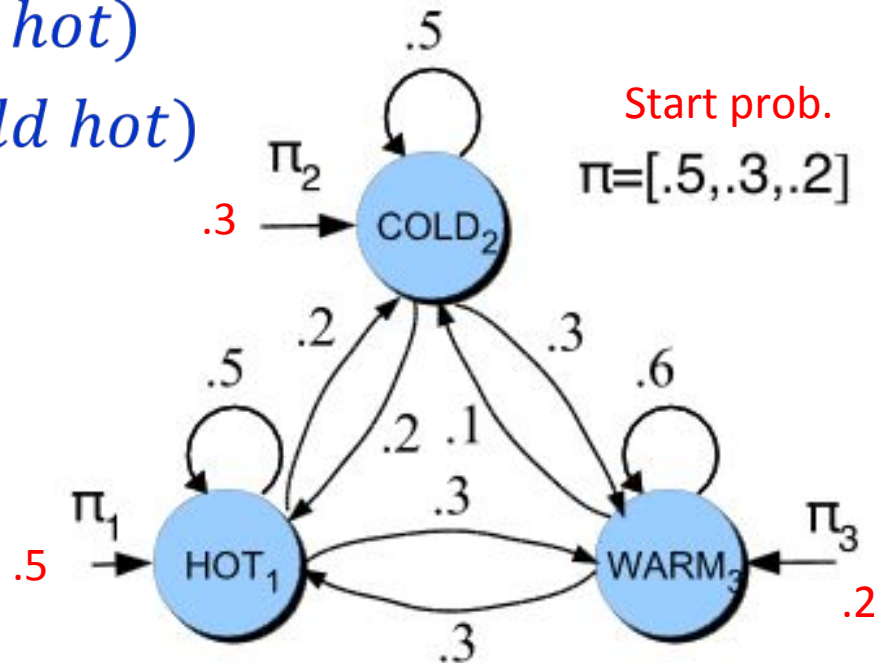 hot)
ld hot)
.5
Start prob.
π=[.5,.3,.2]
π2
.3
COLD2
.2
.3
.5
.6
.2
.1
π1
.3
π3
.5
HOT1
WARM3
.2
.3